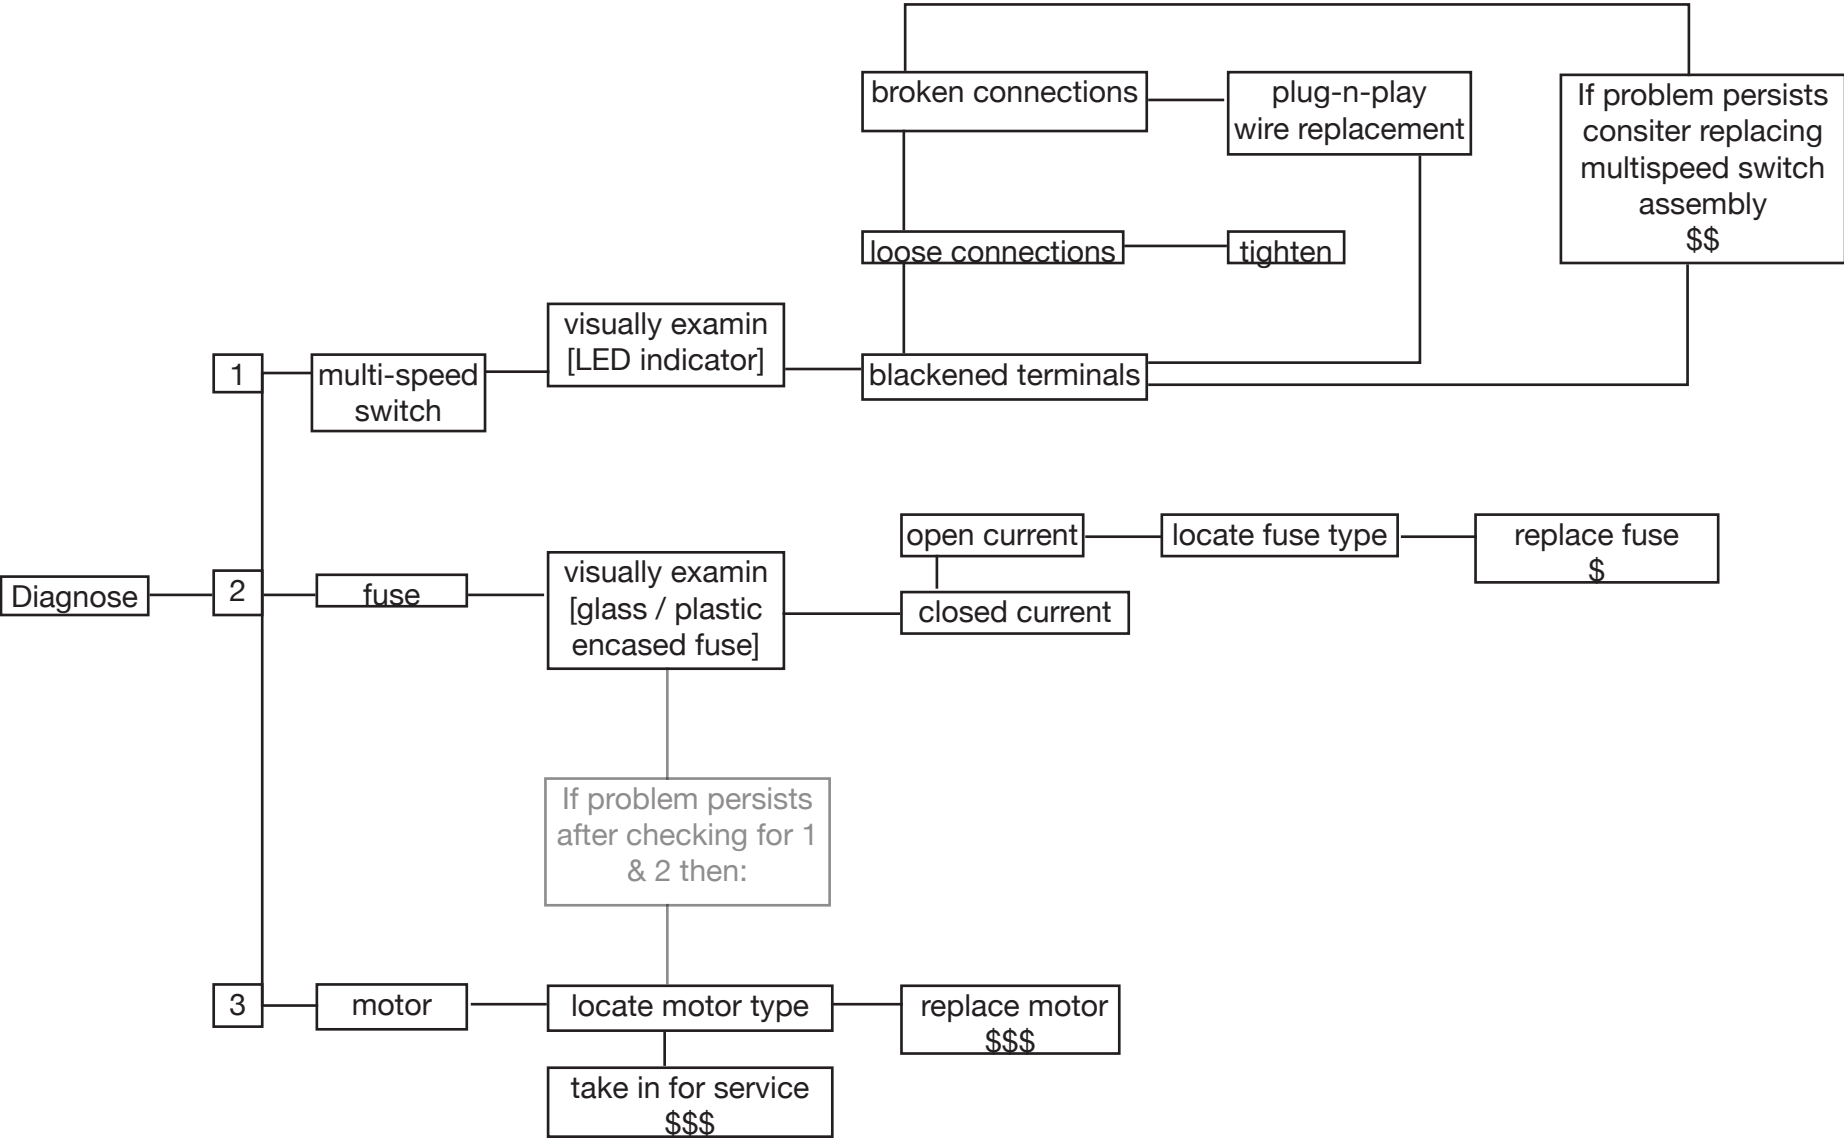 broken connections
plug-n-play
wire replacement
If problem persists
consiter replacing
multispeed switch
assembly
$$
loose connections
tighten
blackened terminals
1
multi-speed
switch
visually examin
[LED indicator]
Diagnose
2
fuse
visually examin
[glass / plastic
encased fuse]
open current
locate fuse type
replace fuse
$
closed current
If problem persists
after checking for 1
& 2 then:
3
motor
locate motor type
replace motor
$$$
take in for service
$$$